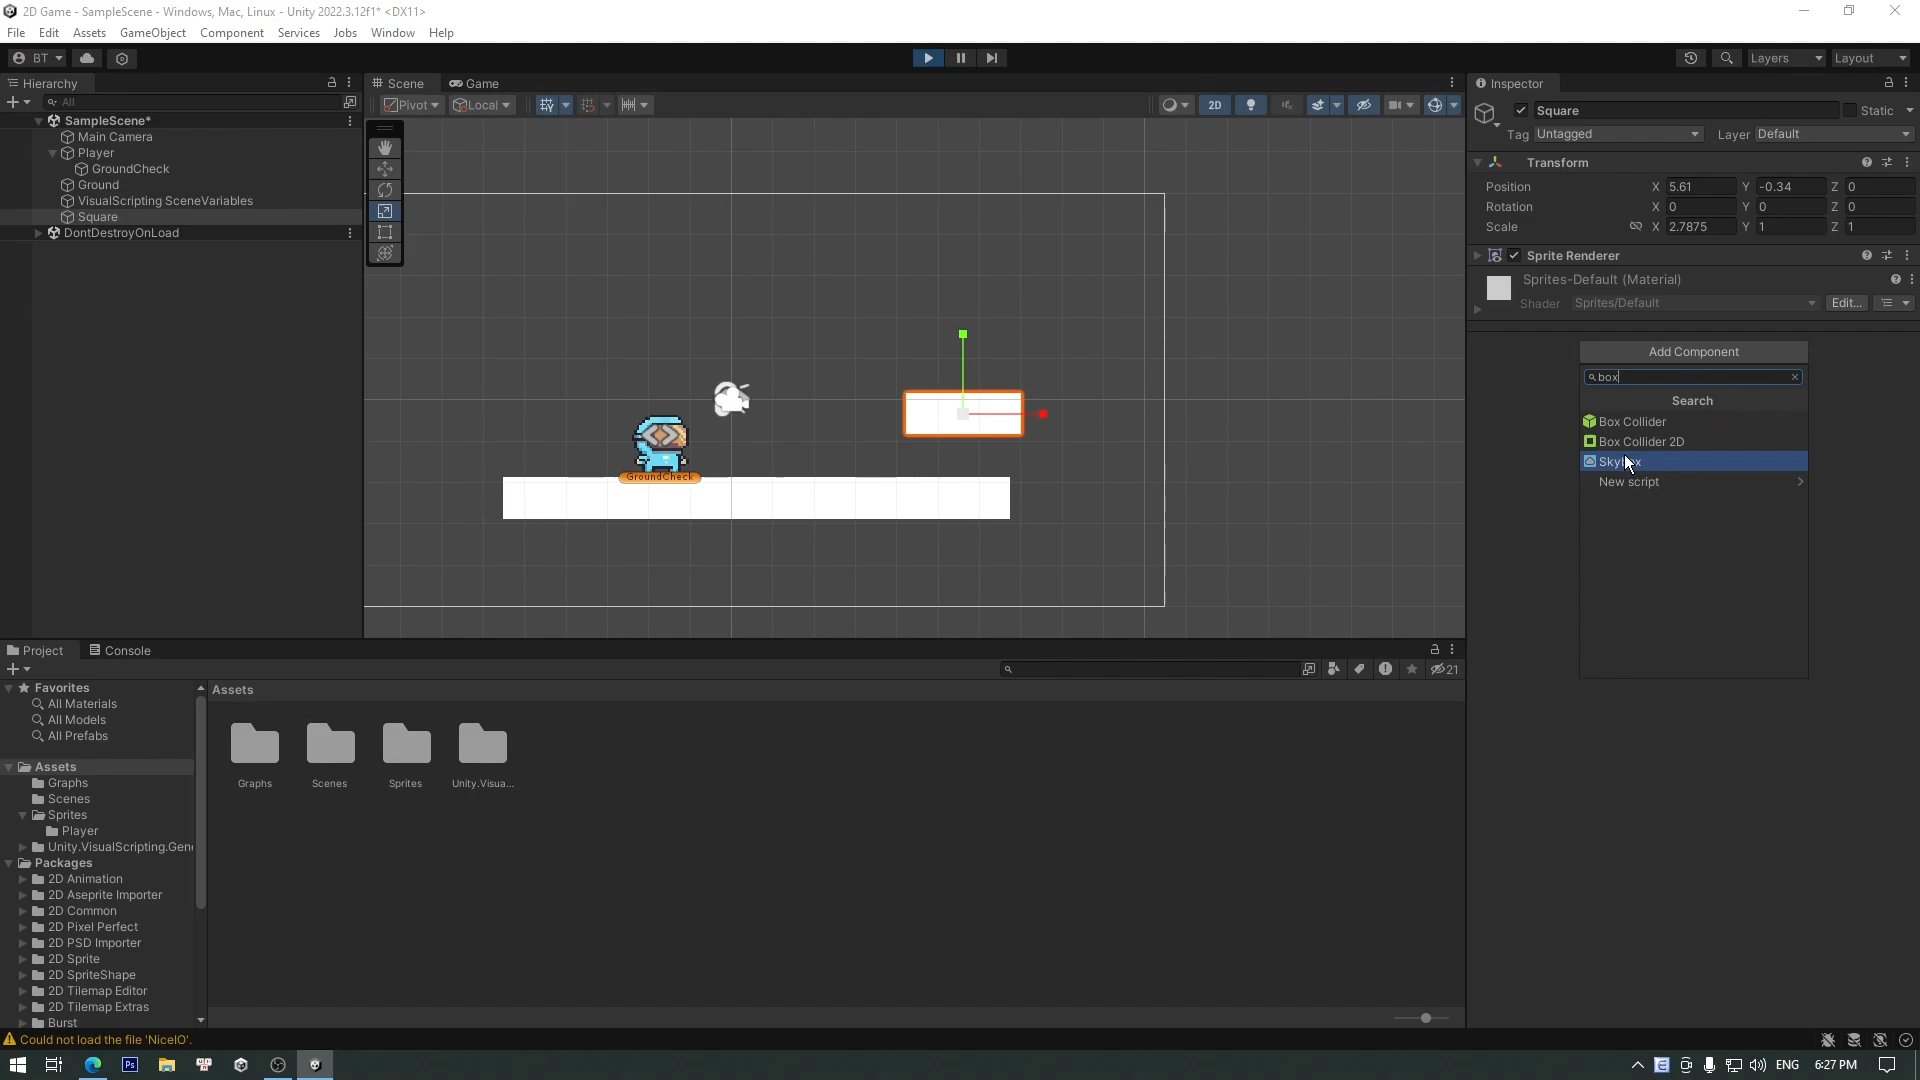 2D Game - SampleScene - Windows, Mac, Linux - Unity 2022.3.12f1* <DX11>
File Edit Assets GameObject Component Services Jobs Window Help
BT Layers Layout
Hierarchy Scene Game Inspector
All
Pivot Local 2D
Square Static
Tag Untagged Layer Default
SampleScene*
Main Camera
Player
GroundCheck
Ground
VisualScripting SceneVariables
Square
DontDestroyOnLoad
GroundCheck
Transform
Position X 5.61 Y -0.34 Z 0
Rotation X 0 Y 0 Z 0
Scale X 2.7875 Y 1 Z 1
Sprite Renderer
Sprites-Default (Material)
Shader Sprites/Default Edit...
Add Component
box
Search
Box Collider
Box Collider 2D
Skybox
New script
Project Console
21
Favorites
All Materials
All Models
All Prefabs
Assets
Graphs
Scenes
Sprites
Player
Unity.VisualScripting.Gene
Packages
2D Animation
2D Aseprite Importer
2D Common
2D Pixel Perfect
2D PSD Importer
2D Sprite
2D SpriteShape
2D Tilemap Editor
2D Tilemap Extras
Burst
Assets
Graphs Scenes Sprites Unity.Visua...
Could not load the file 'NiceIO'.
Ps ENG 6:27 PM